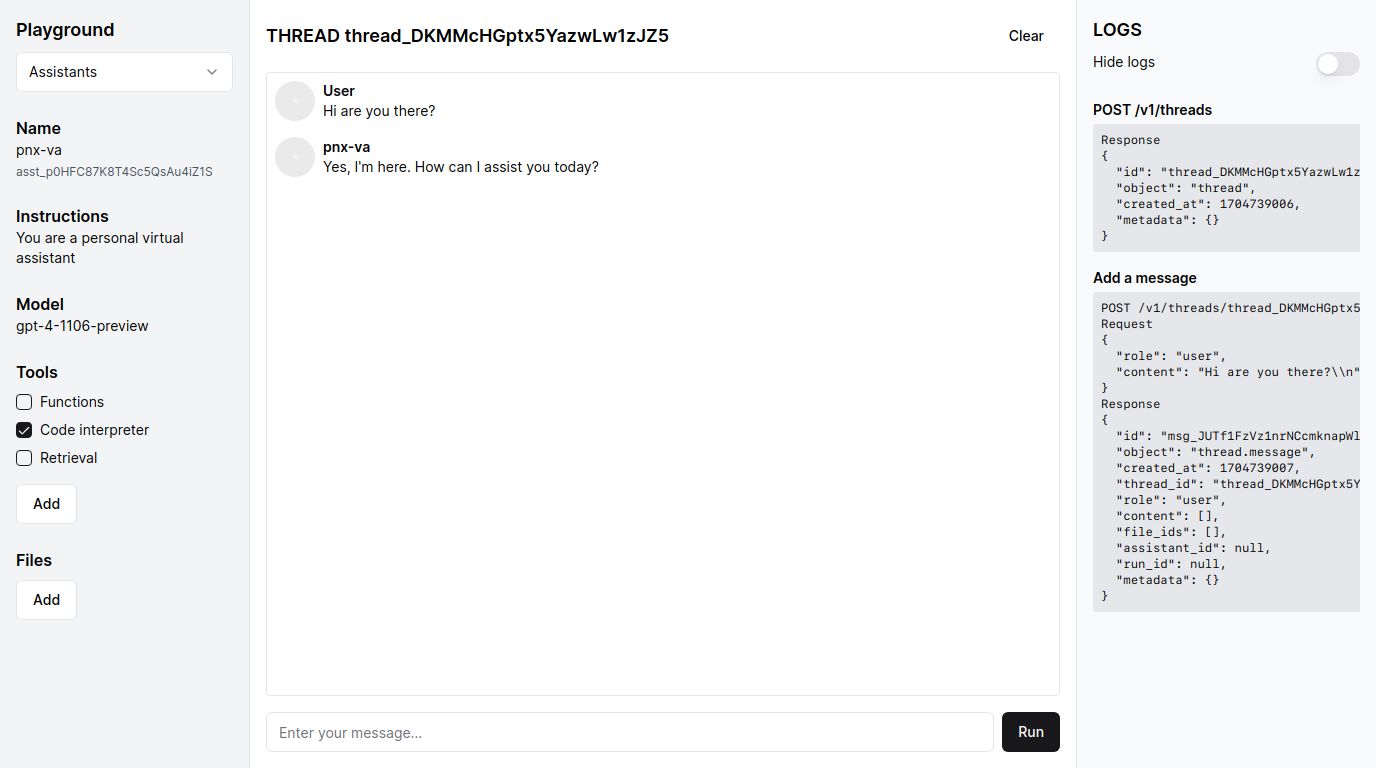 Playground
Assistants
Name
pnx-va
asst_p0HFC87K8T4Sc5QsAu4iZ1S
Instructions
You are a personal virtual
assistant
Model
gpt-4-1106-preview
Tools
Functions
Code interpreter
Retrieval
Add
Files
Add
THREAD thread_DKMMcHGptx5YazwLw1zJZ5
Clear
User
Hi are you there?
pnx-va
Yes, I'm here. How can I assist you today?
Enter your message...
Run
LOGS
Hide logs
POST /v1/threads
Response
{
"id": "thread_DKMMcHGptx5YazwLw1z
"object": "thread",
"created_at": 1704739006,
"metadata": {}
}
Add a message
POST /v1/threads/thread_DKMMcHGptx5
Request
{
"role": "user",
"content": "Hi are you there?\\n"
}
Response
{
"id": "msg_JUTf1FzVz1nrNCcmknapWl
"object": "thread.message",
"created_at": 1704739007,
"thread_id": "thread_DKMMcHGptx5Y
"role": "user",
"content": [],
"file_ids": [],
"assistant_id": null,
"run_id": null,
"metadata": {}
}